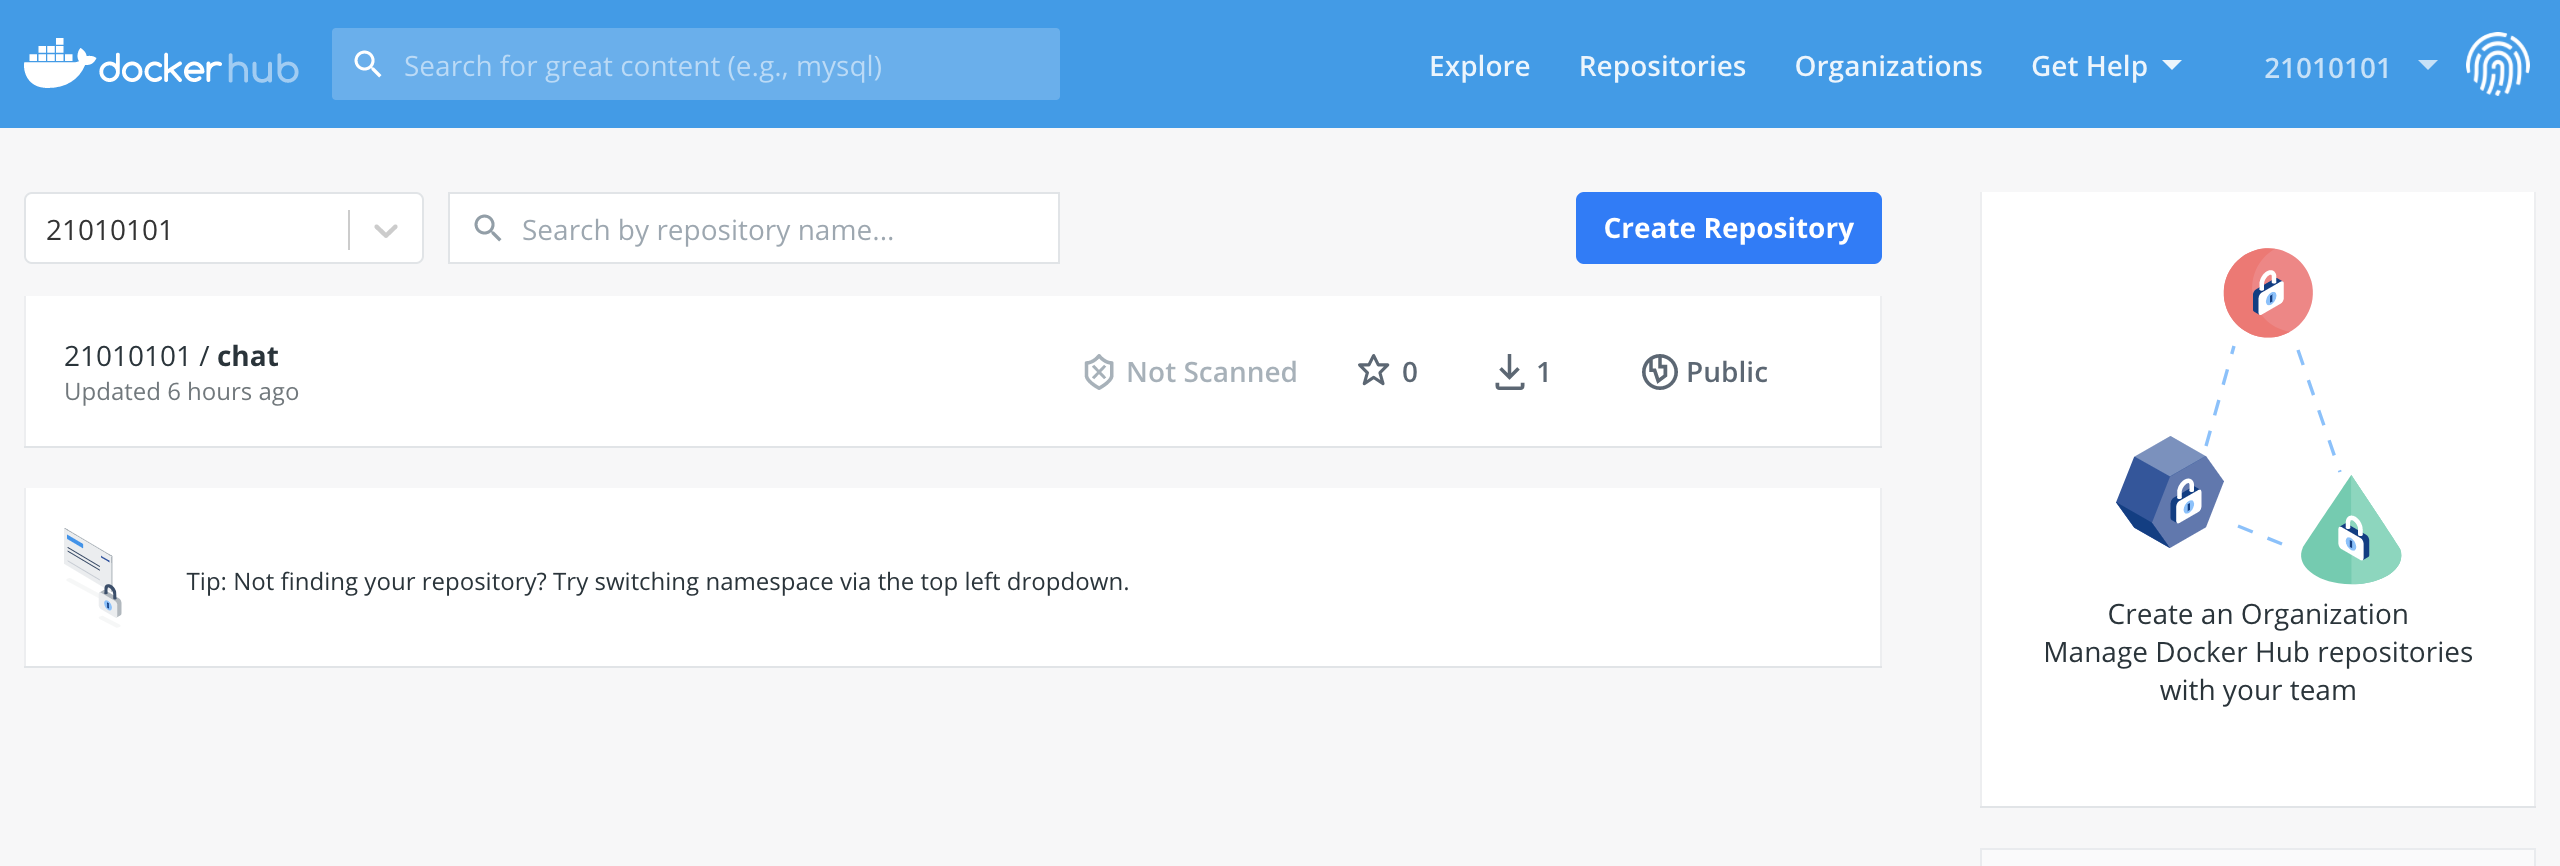 docker hub
Search for great content (e.g., mysql)
Explore
Repositories
Organizations
Get Help
21010101
21010101
Search by repository name...
Create Repository
21010101 / chat
Updated 6 hours ago
Not Scanned
0
1
Public
Tip: Not finding your repository? Try switching namespace via the top left dropdown.
Create an Organization
Manage Docker Hub repositories
with your team